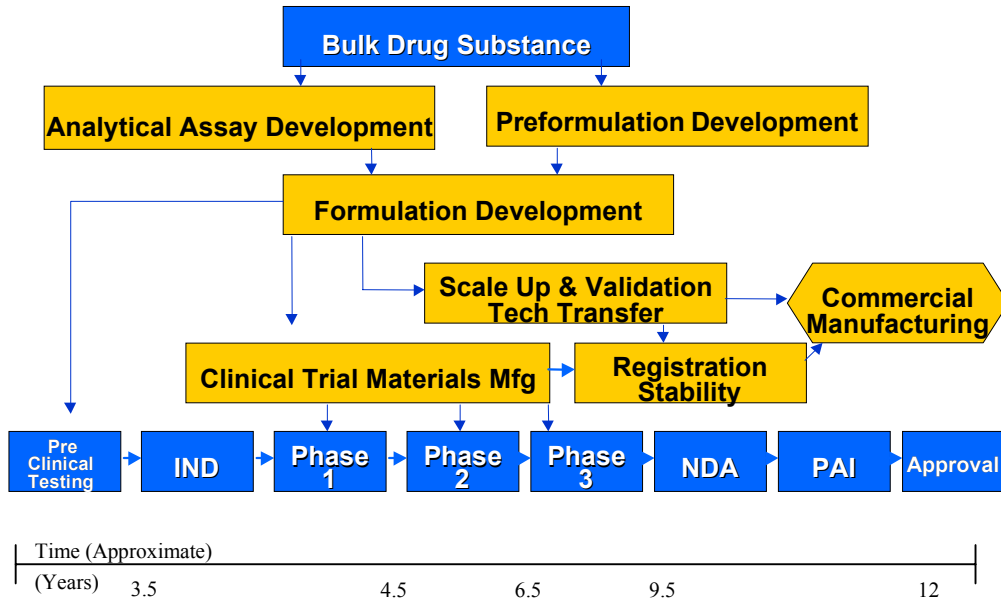 Bulk Drug Substance
Analytical Assay Development
Preformulation Development
Formulation Development
Scale Up & Validation
Tech Transfer
Commercial
Manufacturing
Clinical Trial Materials Mfg
Registration
Stability
Pre
Clinical
Testing
IND
Phase
1
Phase
2
Phase
3
NDA
PAI
Approval
Time (Approximate)
(Years)
3.5
4.5
6.5
9.5
12